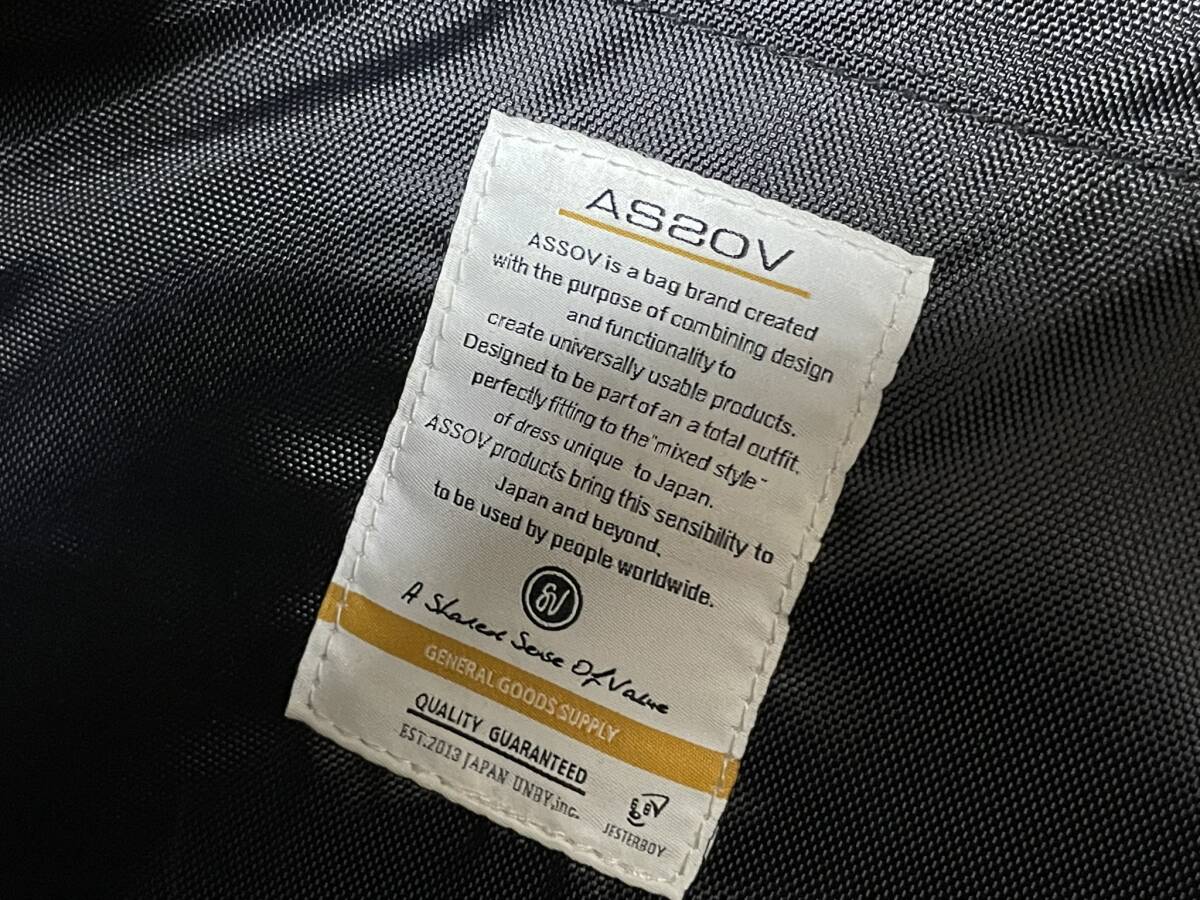 ASSOV
ASSOV is a bag brand created
with the purpose of combining design
and functionality to
create universally usable products.
Designed to be part of an a total outfit.
perfectly fitting to the "mixed style"
of dress unique to Japan.
ASSOV products bring this sensibility to
Japan and beyond,
to be used by people worldwide.
A Shared Sense Of Value
GENERAL GOODS SUPPLY
QUALITY GUARANTEED
EST.2013 JAPAN UNBY,inc.
JESTERBOY